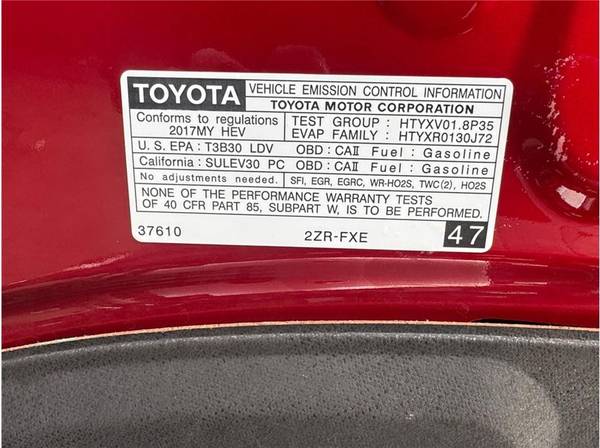 TOYOTA VEHICLE EMISSION CONTROL INFORMATION
TOYOTA MOTOR CORPORATION
Conforms to regulations
2017MY HEV
TEST GROUP : HTYXV01.8P35
EVAP FAMILY : HTYXR0130J72
U.S. EPA : T3B30 LDV OBD : CAII Fuel : Gasoline
California : SULEV30 PC OBD : CAII Fuel : Gasoline
No adjustments needed. SFI, EGR, EGRC, WR-HO2S, TWC(2), HO2S
NONE OF THE PERFORMANCE WARRANTY TESTS
OF 40 CFR PART 85, SUBPART W, IS TO BE PERFORMED.
37610 2ZR-FXE 47